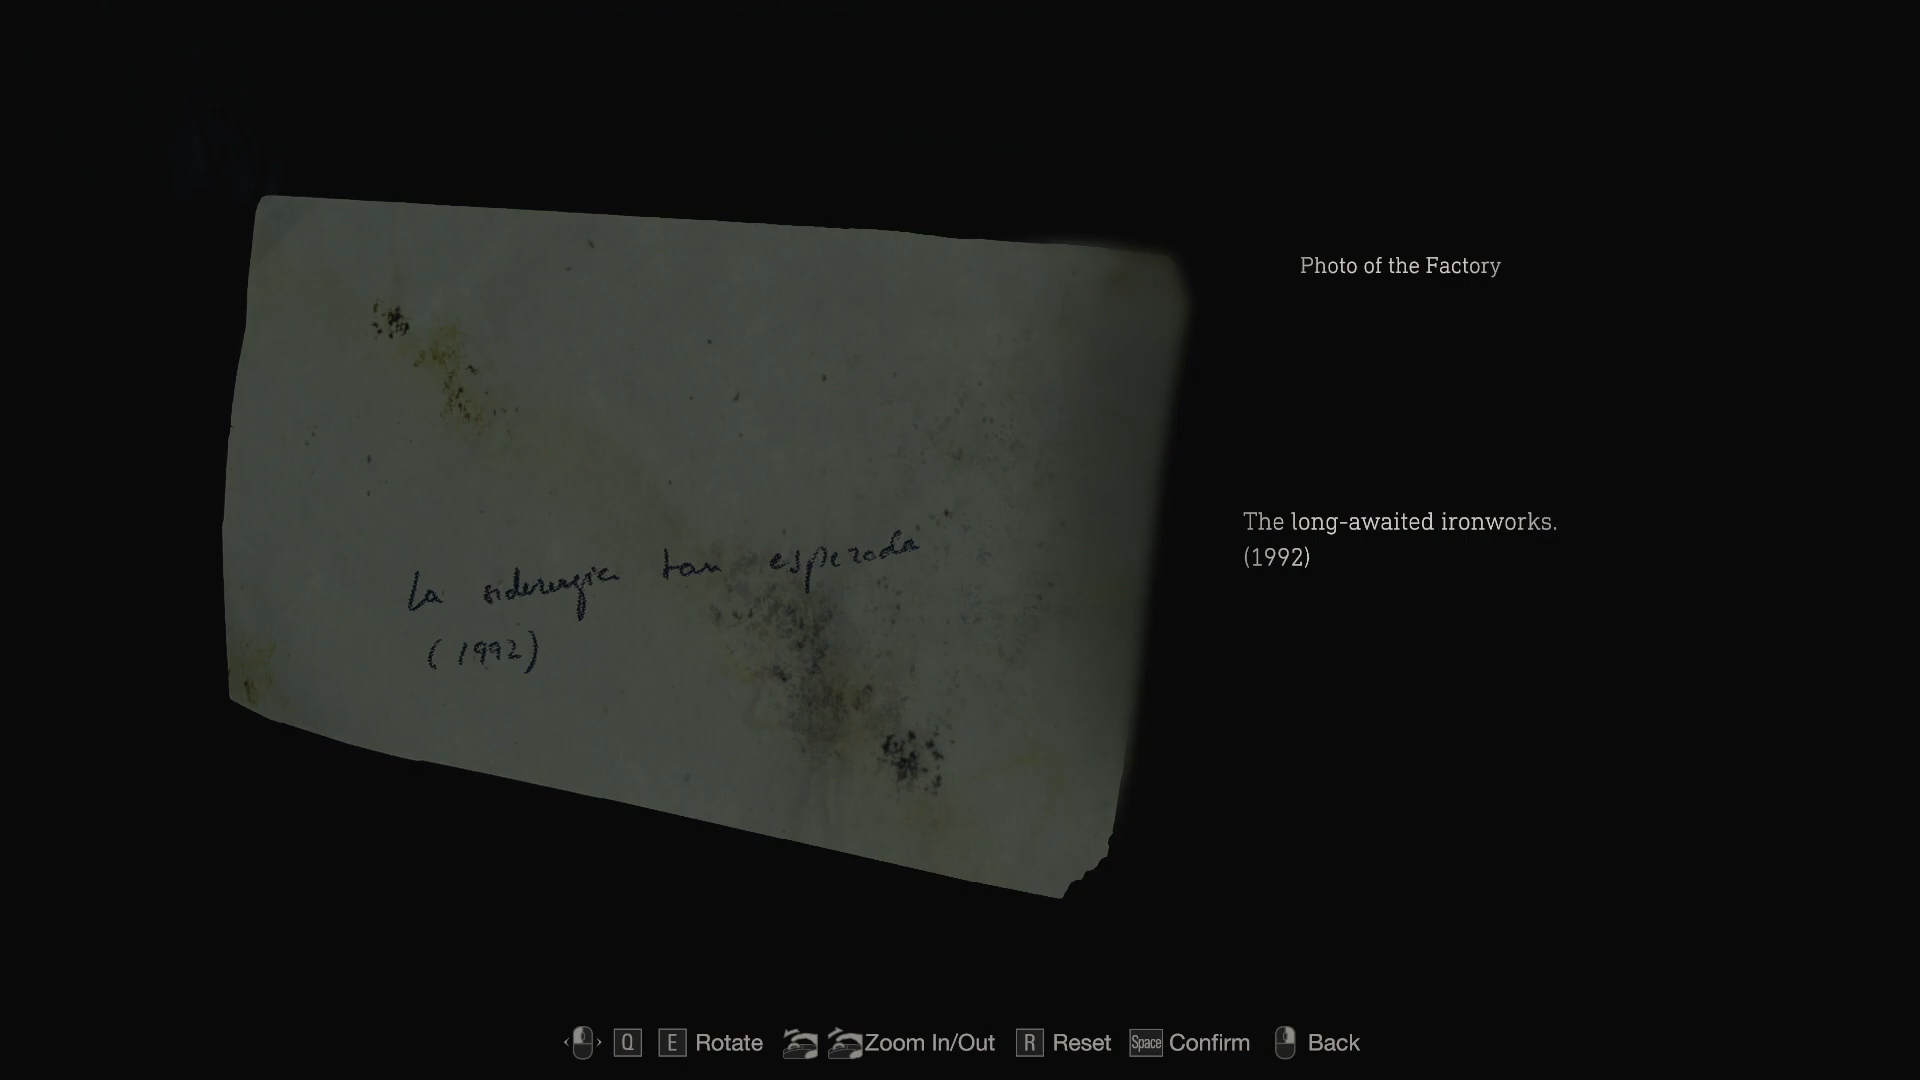 Photo of the Factory
The long-awaited ironworks.
(1992)
La siderurgia tan esperada
(1992)
Q E Rotate Zoom In/Out R Reset Space Confirm Back